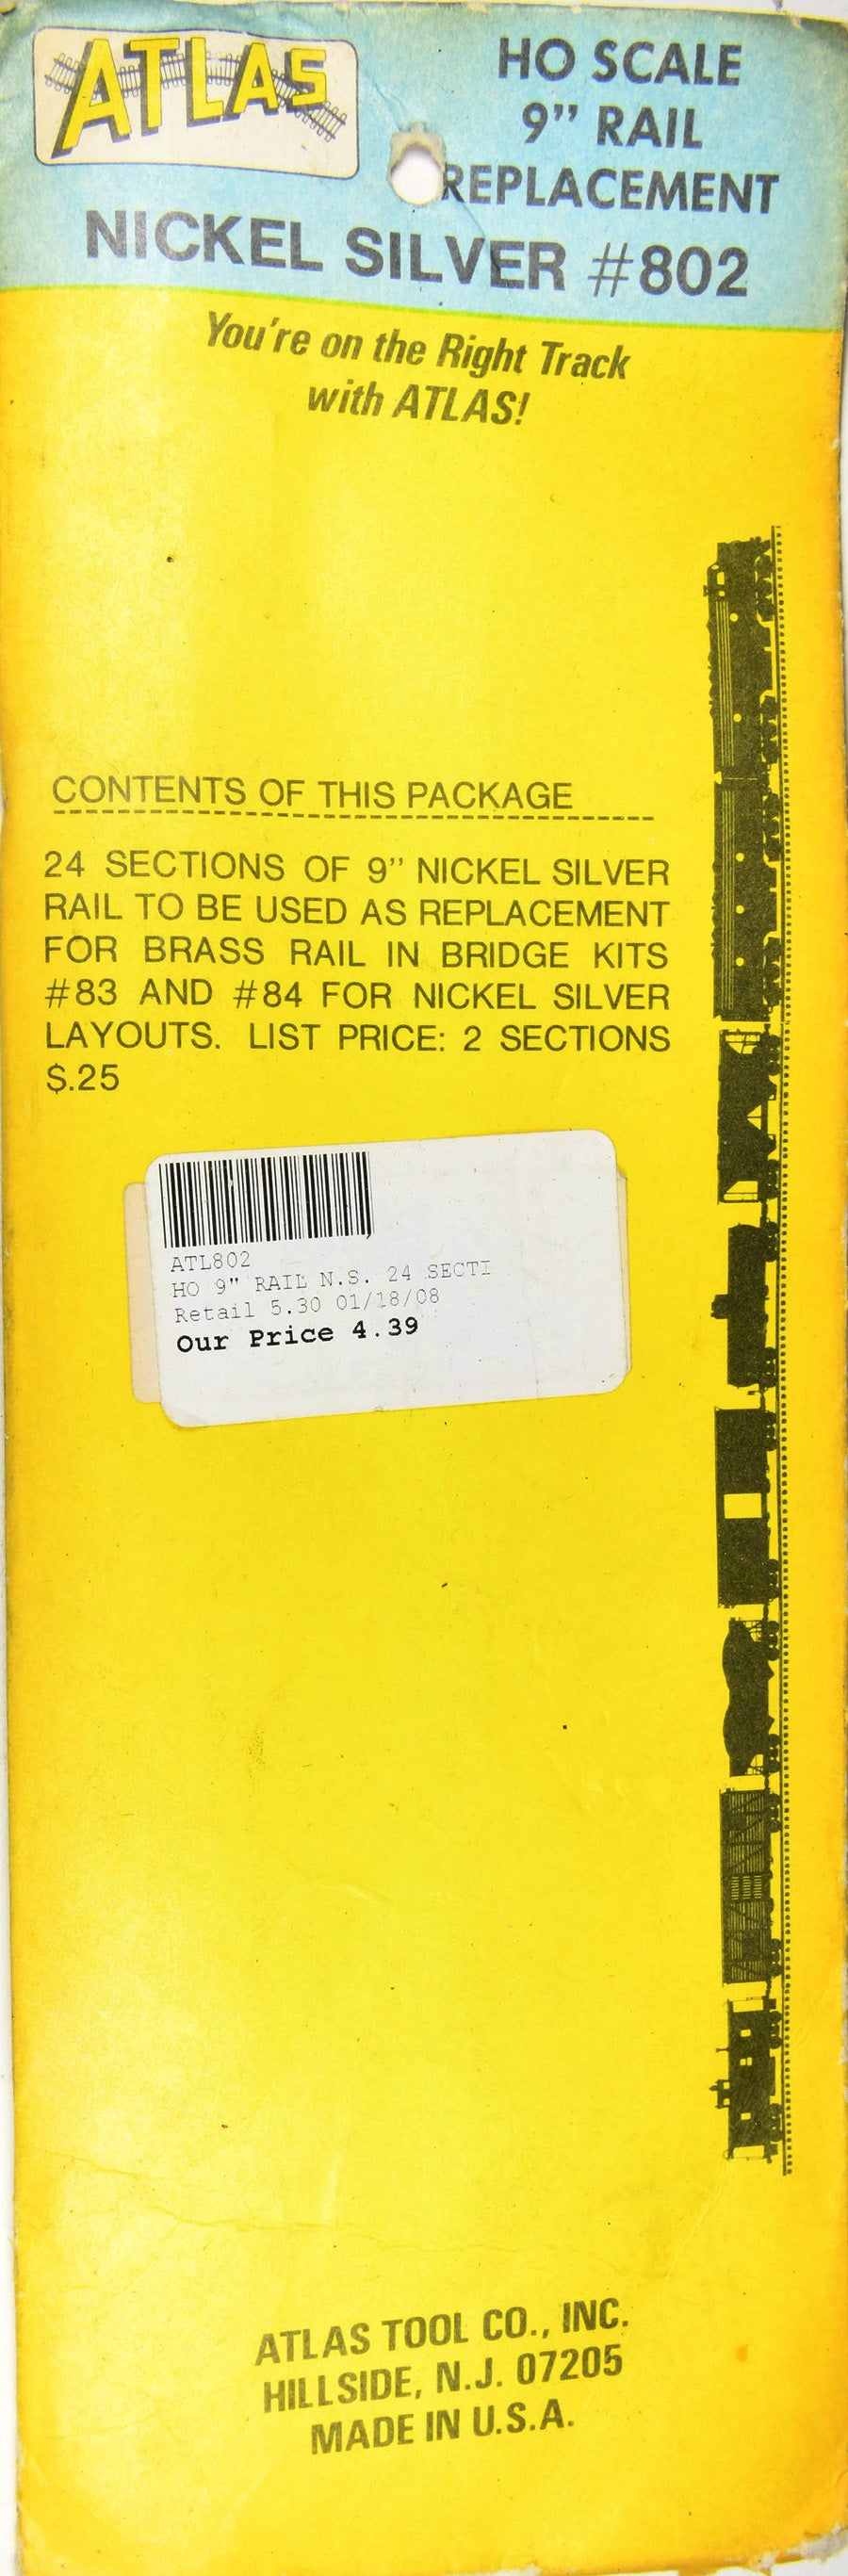 ATLAS
HO SCALE
9” RAIL
REPLACEMENT
NICKEL SILVER #802
You're on the Right Track
with ATLAS!
CONTENTS OF THIS PACKAGE
24 SECTIONS OF 9” NICKEL SILVER
RAIL TO BE USED AS REPLACEMENT
FOR BRASS RAIL IN BRIDGE KITS
#83 AND #84 FOR NICKEL SILVER
LAYOUTS. LIST PRICE: 2 SECTIONS
$.25
ATL802
HO 9" RAIL N.S. 24 SECTI
Retail 5.30 01/18/08
Our Price 4.39
ATLAS TOOL CO., INC.
HILLSIDE, N.J. 07205
MADE IN U.S.A.